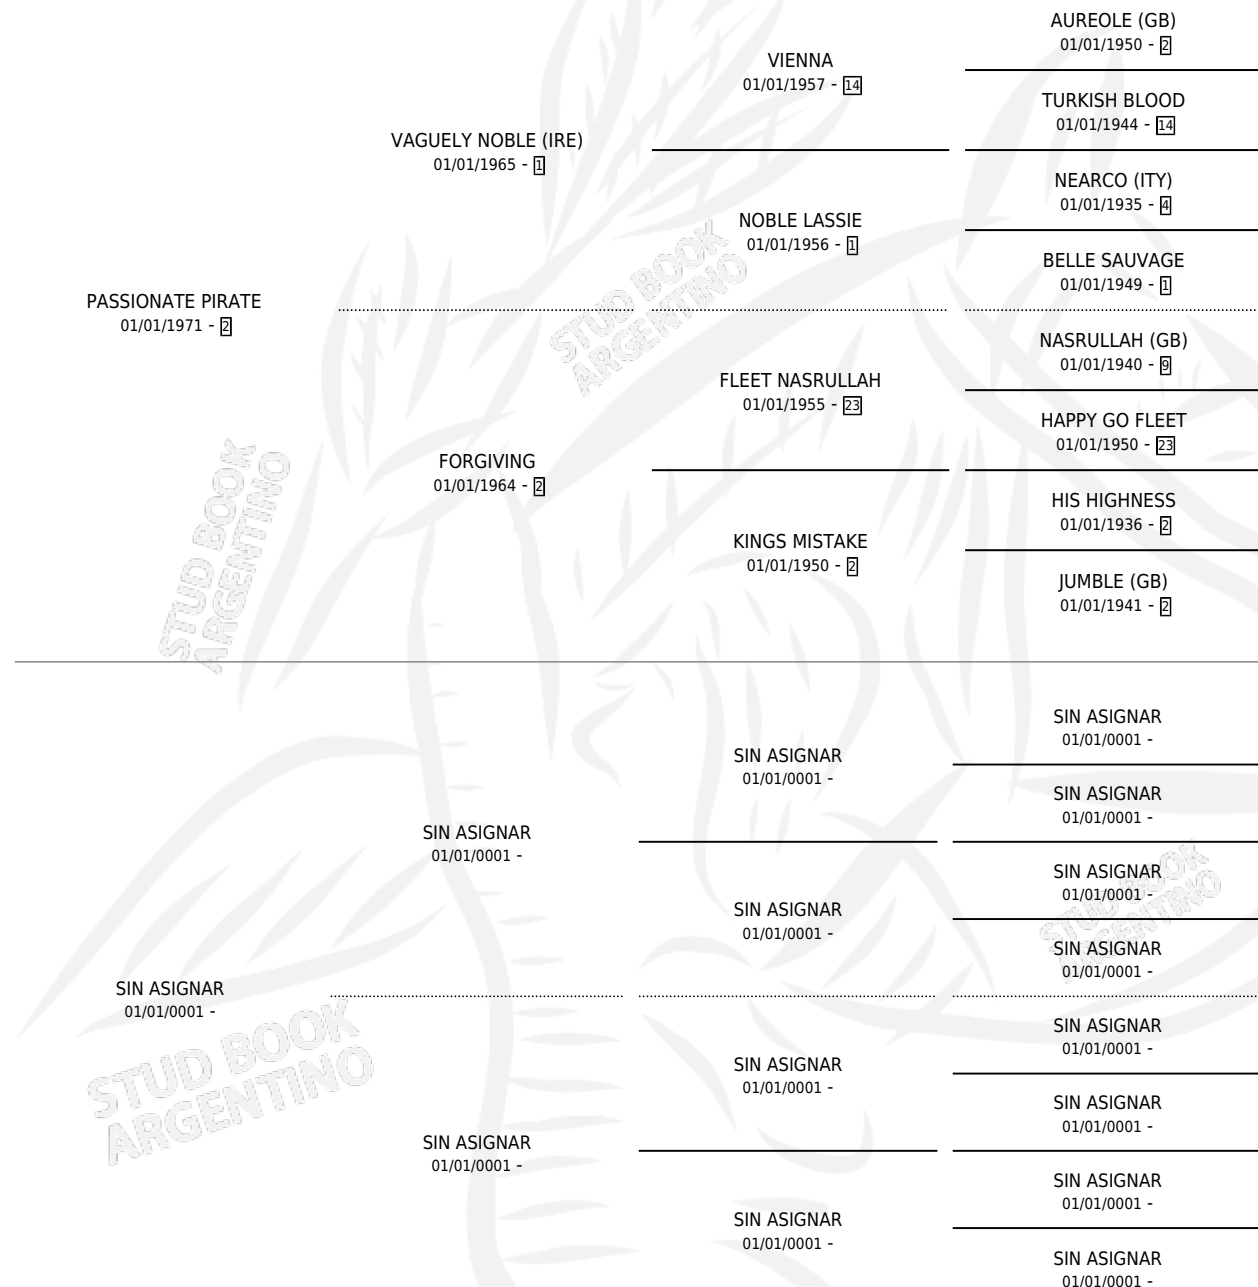 AUREOLE (GB)
01/01/1950 - 2
VIENNA
01/01/1957 - 14
TURKISH BLOOD
01/01/1944 - 14
VAGUELY NOBLE (IRE)
01/01/1965 - 1
NEARCO (ITY)
01/01/1935 - 4
NOBLE LASSIE
01/01/1956 - 1
BELLE SAUVAGE
01/01/1949 - 1
PASSIONATE PIRATE
01/01/1971 - 2
NASRULLAH (GB)
01/01/1940 - 9
FLEET NASRULLAH
01/01/1955 - 23
HAPPY GO FLEET
01/01/1950 - 23
FORGIVING
01/01/1964 - 2
HIS HIGHNESS
01/01/1936 - 2
KINGS MISTAKE
01/01/1950 - 2
JUMBLE (GB)
01/01/1941 - 2
STUD BOOK
ARGENTINO
STUD BOOK
ARGENTINO
SIN ASIGNAR
01/01/0001 -
SIN ASIGNAR
01/01/0001 -
SIN ASIGNAR
01/01/0001 -
SIN ASIGNAR
01/01/0001 -
SIN ASIGNAR
01/01/0001 -
SIN ASIGNAR
01/01/0001 -
SIN ASIGNAR
01/01/0001 -
SIN ASIGNAR
01/01/0001 -
SIN ASIGNAR
01/01/0001 -
SIN ASIGNAR
01/01/0001 -
SIN ASIGNAR
01/01/0001 -
SIN ASIGNAR
01/01/0001 -
SIN ASIGNAR
01/01/0001 -
SIN ASIGNAR
01/01/0001 -
SIN ASIGNAR
01/01/0001 -
STUD BOOK
ARGENTINO
STUD BOOK
ARGENTINO